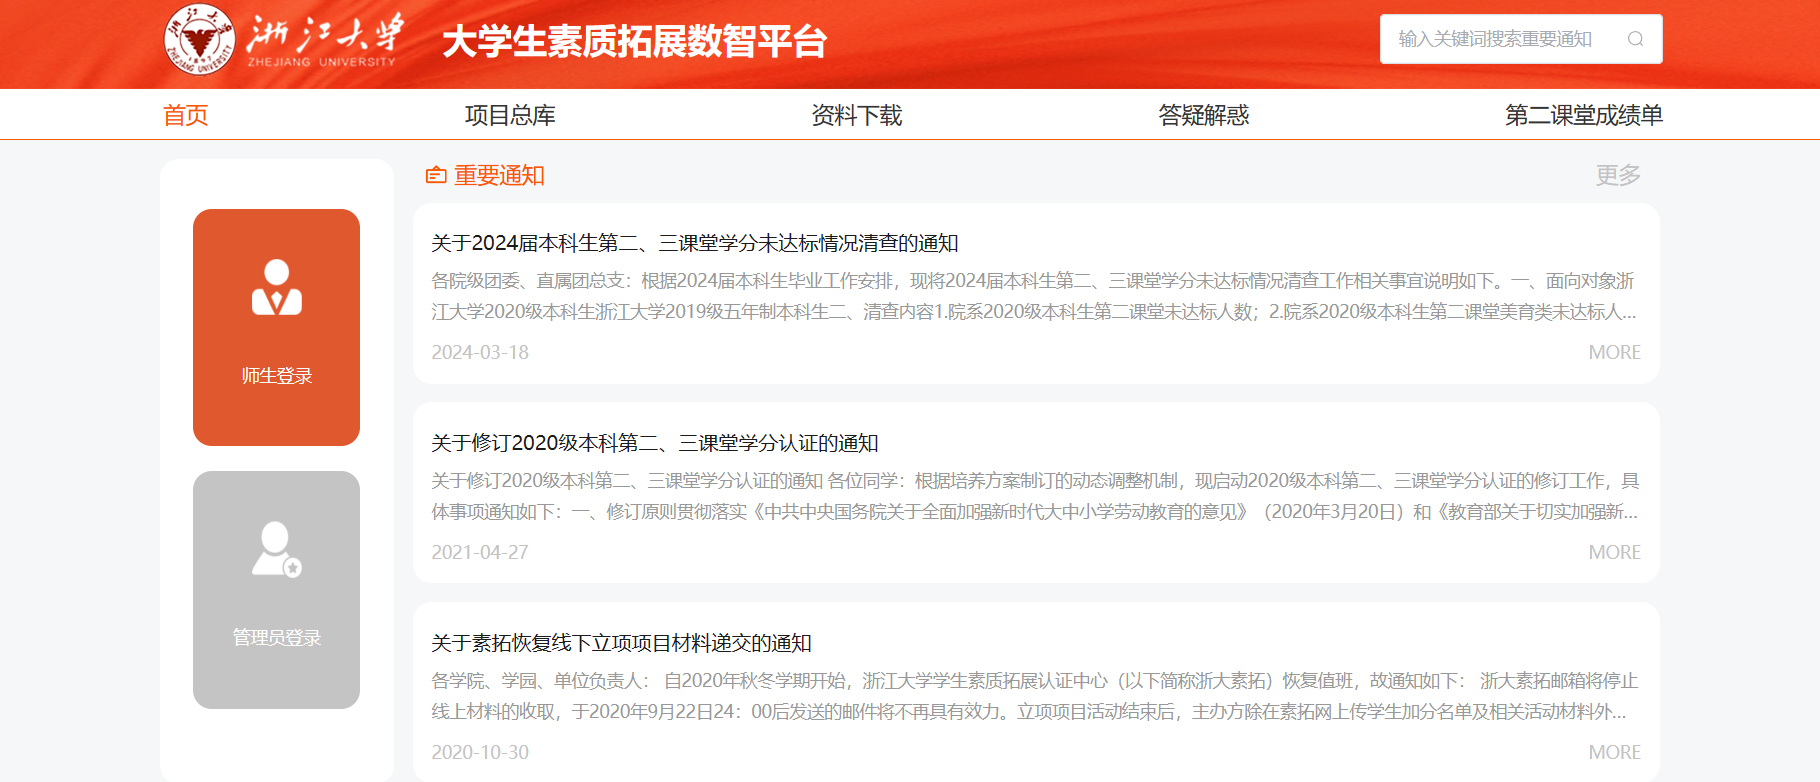 浙江大学
ZHEJIANG UNIVERSITY
大学生素质拓展数智平台
输入关键词搜索重要通知
首页 项目总库 资料下载 答疑解惑 第二课堂成绩单
师生登录
管理员登录
重要通知 更多
关于2024届本科生第二、三课堂学分未达标情况清查的通知
各院级团委、直属团总支：根据2024届本科生毕业工作安排，现将2024届本科生第二、三课堂学分未达标情况清查工作相关事宜说明如下。一、面向对象浙
江大学2020级本科生浙江大学2019级五年制本科生二、清查内容1.院系2020级本科生第二课堂未达标人数；2.院系2020级本科生第二课堂美育类未达标人...
2024-03-18 MORE
关于修订2020级本科第二、三课堂学分认证的通知
关于修订2020级本科第二、三课堂学分认证的通知 各位同学：根据培养方案制订的动态调整机制，现启动2020级本科第二、三课堂学分认证的修订工作，具
体事项通知如下：一、修订原则贯彻落实《中共中央国务院关于全面加强新时代大中小学劳动教育的意见》（2020年3月20日）和《教育部关于切实加强新...
2021-04-27 MORE
关于素拓恢复线下立项项目材料递交的通知
各学院、学园、单位负责人： 自2020年秋冬学期开始，浙江大学学生素质拓展认证中心（以下简称浙大素拓）恢复值班，故通知如下： 浙大素拓邮箱将停止
线上材料的收取，于2020年9月22日24：00后发送的邮件将不再具有效力。立项项目活动结束后，主办方除在素拓网上传学生加分名单及相关活动材料外...
2020-10-30 MORE